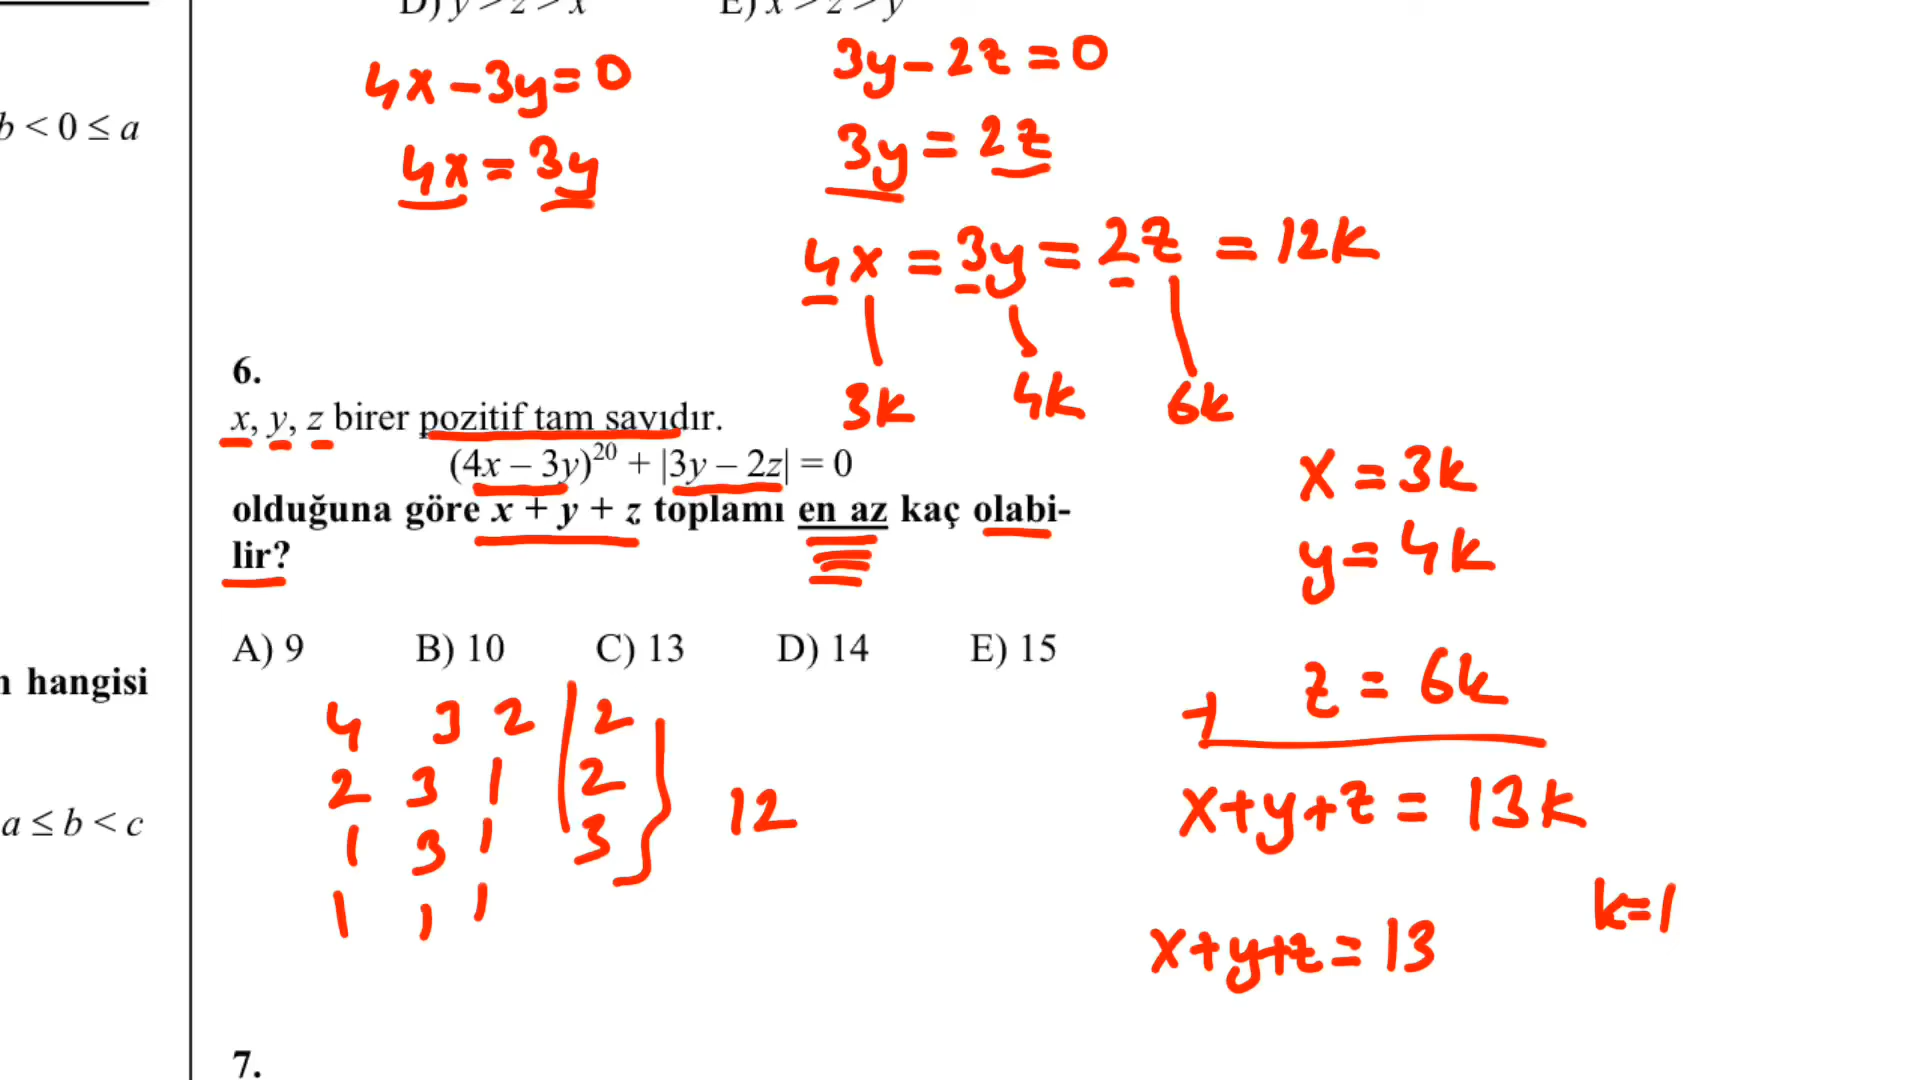 D) y > z > x E) x > z > y
4x - 3y = 0
4x = 3y
3y - 2z = 0
3y = 2z
4x = 3y = 2z = 12k
3k 4k 6k
b < 0 ≤ a
n hangisi
a ≤ b < c
6.
x, y, z birer pozitif tam sayıdır.
(4x – 3y)²⁰ + |3y – 2z| = 0
olduğuna göre x + y + z toplamı en az kaç olabi-
lir?
A) 9 B) 10 C) 13 D) 14 E) 15
4 3 2 | 2
2 3 1 | 2
1 3 1 | 3
1 1 1
12
x = 3k
y = 4k
+ z = 6k
x+y+z = 13k
k=1
x+y+z = 13
7.